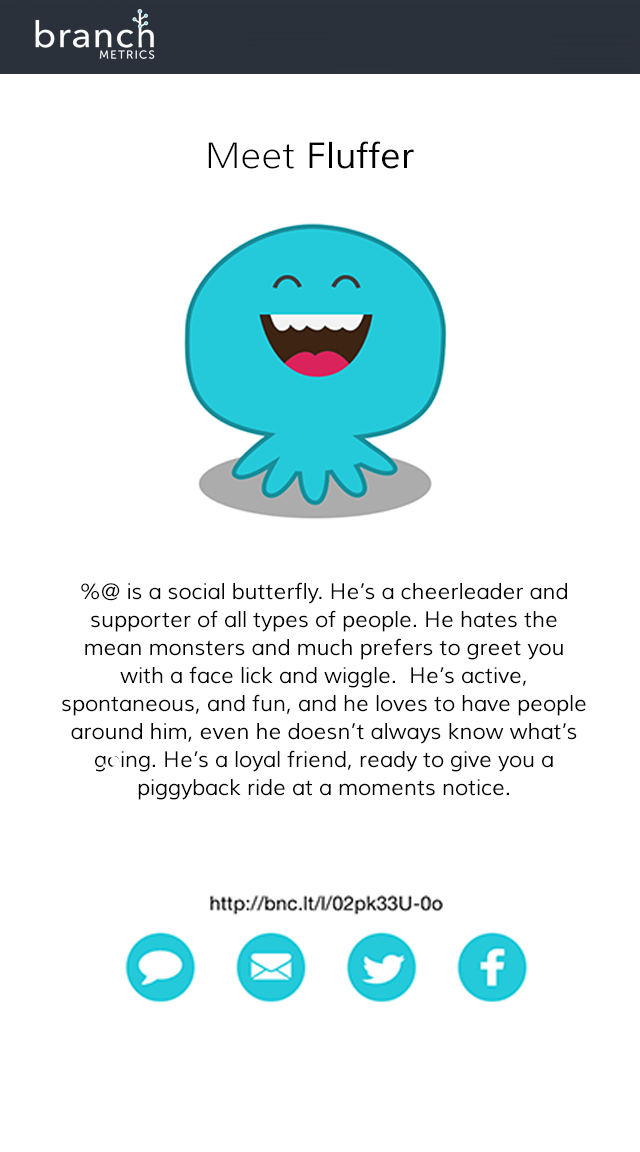 branch
METRICS
Meet Fluffer
%@ is a social butterfly. He's a cheerleader and
supporter of all types of people. He hates the
mean monsters and much prefers to greet you
with a face lick and wiggle.  He's active,
spontaneous, and fun, and he loves to have people
around him, even he doesn't always know what's
going. He's a loyal friend, ready to give you a
piggyback ride at a moments notice.
http://bnc.lt/l/02pk33U-0o